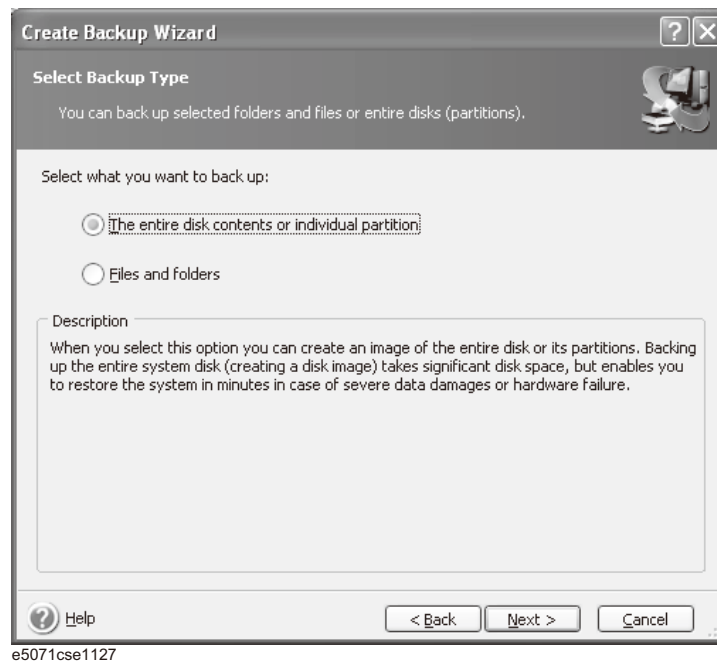 Create Backup Wizard
Select Backup Type
You can back up selected folders and files or entire disks (partitions).
Select what you want to back up:
The entire disk contents or individual partition
Files and folders
Description
When you select this option you can create an image of the entire disk or its partitions. Backing
up the entire system disk (creating a disk image) takes significant disk space, but enables you
to restore the system in minutes in case of severe data damages or hardware failure.
Help
< Back
Next >
Cancel
e5071cse1127